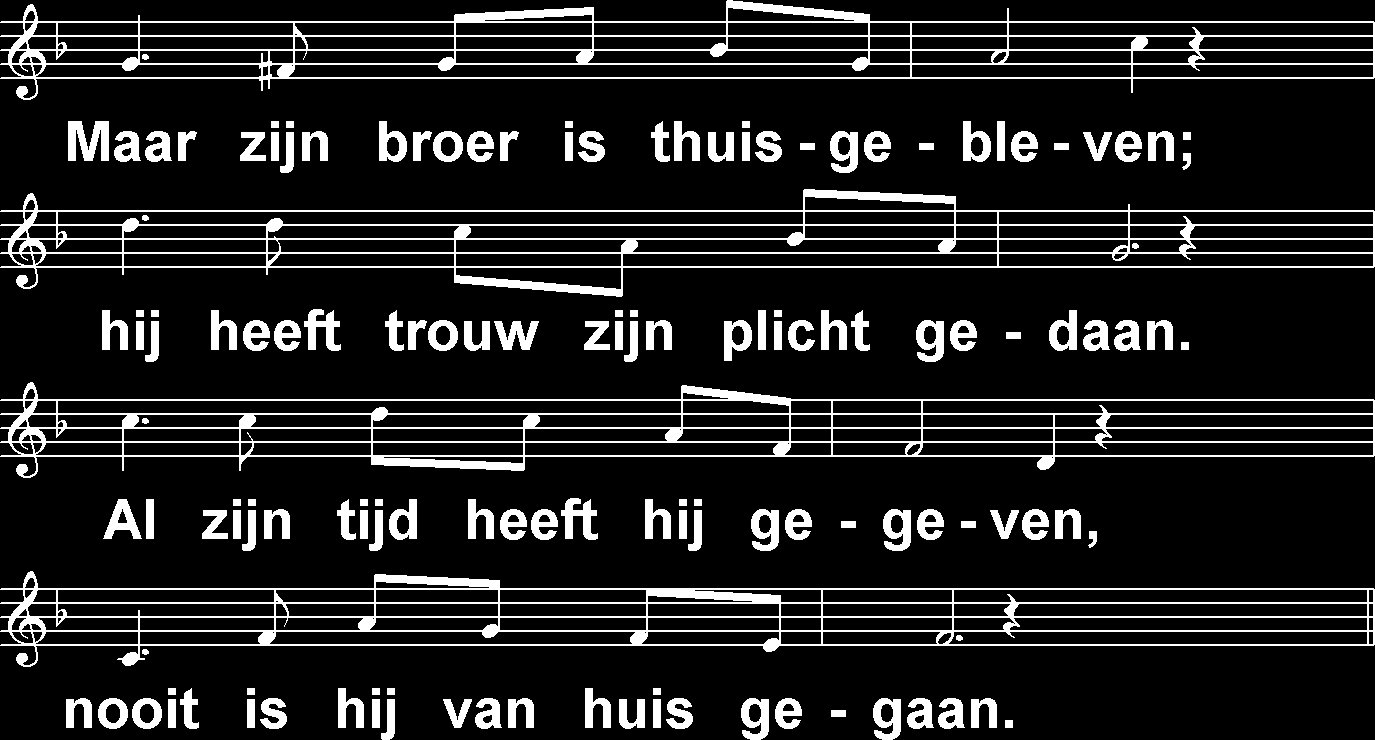 Maar zijn broer is thuis - ge - ble - ven;
hij heeft trouw zijn plicht ge - daan.
Al zijn tijd heeft hij ge - ge - ven,
nooit is hij van huis ge - gaan.